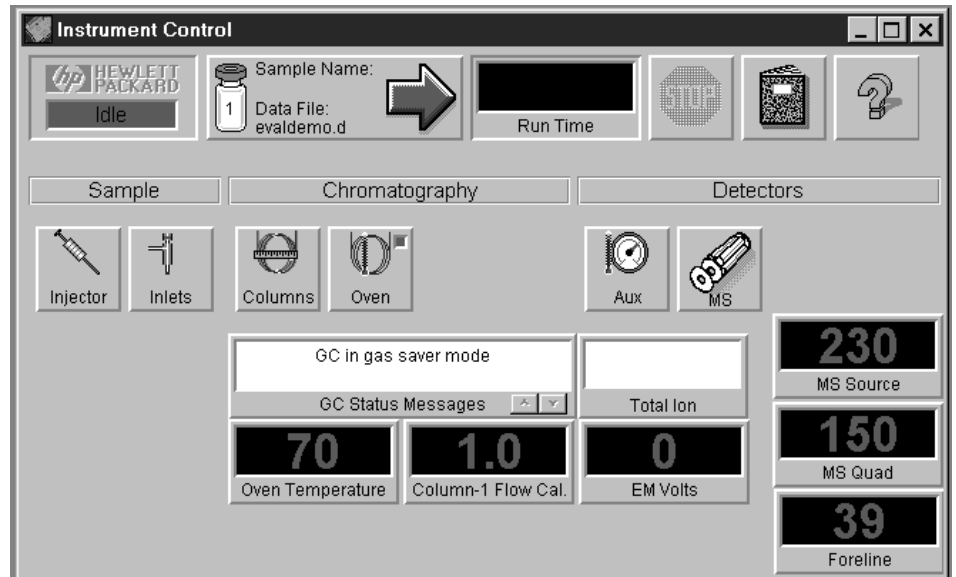 Instrument Control
hp HEWLETT
PACKARD
Idle
1
Sample Name:
Data File:
evaldemo.d
Run Time
STOP
Sample
Chromatography
Detectors
Injector
Inlets
Columns
Oven
Aux
MS
GC in gas saver mode
GC Status Messages
Total Ion
230
MS Source
70
Oven Temperature
1.0
Column-1 Flow Cal.
0
EM Volts
150
MS Quad
39
Foreline